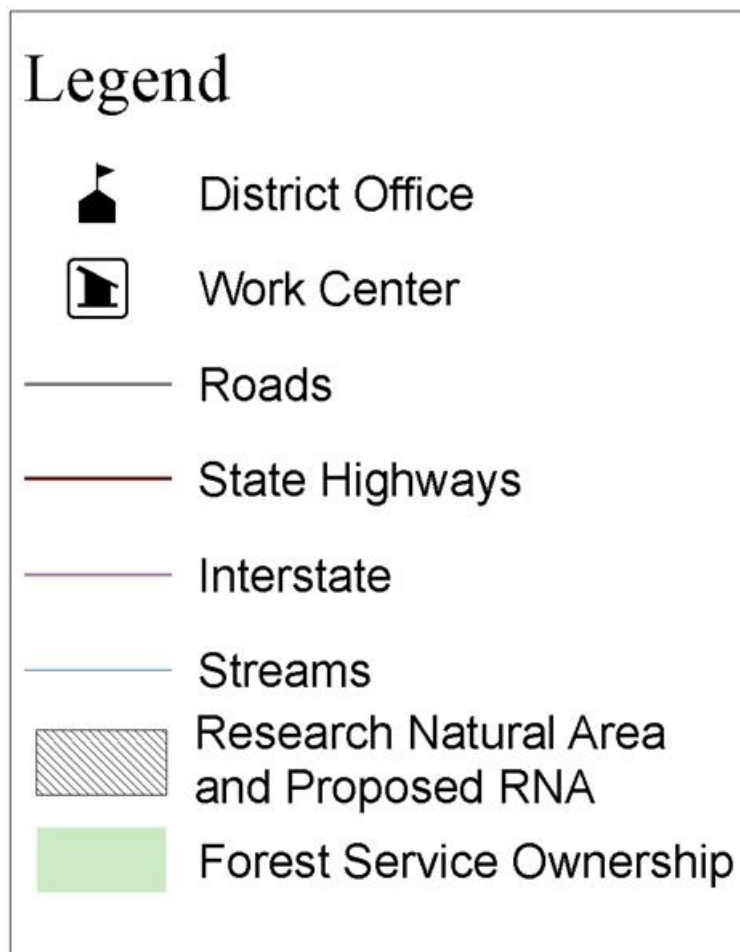 Legend
District Office
Work Center
Roads
State Highways
Interstate
Streams
Research Natural Area
and Proposed RNA
Forest Service Ownership